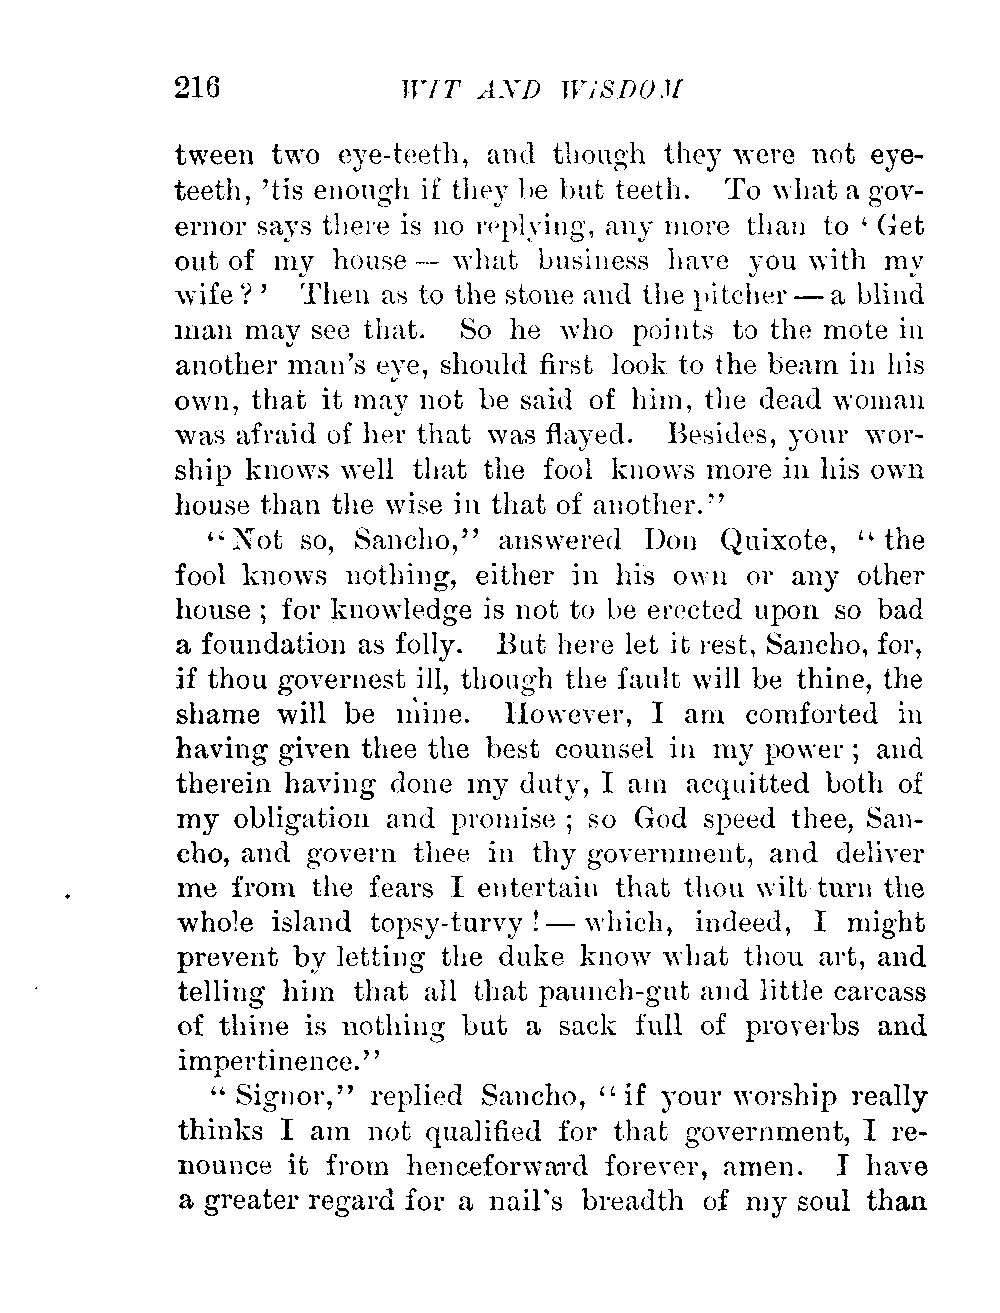 216 WIT AND WISDOM
tween two eye-teeth, and though they were not eye-
teeth, 'tis enough if they be but teeth. To what a gov-
ernor says there is no replying, any more than to 'Get
out of my house — what business have you with my
wife?' Then as to the stone and the pitcher — a blind
man may see that. So he who points to the mote in
another man's eye, should first look to the beam in his
own, that it may not be said of him, the dead woman
was afraid of her that was flayed. Besides, your wor-
ship knows well that the fool knows more in his own
house than the wise in that of another."
"Not so, Sancho," answered Don Quixote, "the
fool knows nothing, either in his own or any other
house; for knowledge is not to be erected upon so bad
a foundation as folly. But here let it rest, Sancho, for,
if thou governest ill, though the fault will be thine, the
shame will be mine. However, I am comforted in
having given thee the best counsel in my power; and
therein having done my duty, I am acquitted both of
my obligation and promise; so God speed thee, San-
cho, and govern thee in thy government, and deliver
me from the fears I entertain that thou wilt turn the
whole island topsy-turvy! — which, indeed, I might
prevent by letting the duke know what thou art, and
telling him that all that paunch-gut and little carcass
of thine is nothing but a sack full of proverbs and
impertinence."
"Signor," replied Sancho, "if your worship really
thinks I am not qualified for that government, I re-
nounce it from henceforward forever, amen. I have
a greater regard for a nail's breadth of my soul than